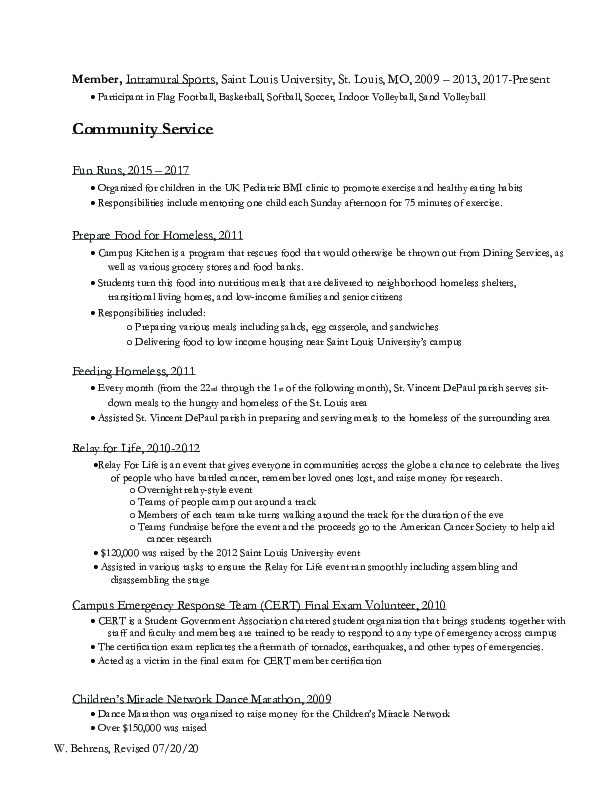 Member, Intramural Sports, Saint Louis University, St. Louis, MO, 2009 – 2013, 2017-Present
• Participant in Flag Football, Basketball, Softball, Soccer, Indoor Volleyball, Sand Volleyball
Community Service
Fun Runs, 2015 – 2017
• Organized for children in the UK Pediatric BMI clinic to promote exercise and healthy eating habits
• Responsibilities include mentoring one child each Sunday afternoon for 75 minutes of exercise.
Prepare Food for Homeless, 2011
• Campus Kitchen is a program that rescues food that would otherwise be thrown out from Dining Services, as
well as various grocery stores and food banks.
• Students turn this food into nutritious meals that are delivered to neighborhood homeless shelters,
transitional living homes, and low-income families and senior citizens
• Responsibilities included:
o Preparing various meals including salads, egg casserole, and sandwiches
o Delivering food to low income housing near Saint Louis University's campus
Feeding Homeless, 2011
• Every month (from the 22nd through the 1st of the following month), St. Vincent DePaul parish serves sit-
down meals to the hungry and homeless of the St. Louis area
• Assisted St. Vincent DePaul parish in preparing and serving meals to the homeless of the surrounding area
Relay for Life, 2010-2012
•Relay For Life is an event that gives everyone in communities across the globe a chance to celebrate the lives
of people who have battled cancer, remember loved ones lost, and raise money for research.
o Overnight relay-style event
o Teams of people camp out around a track
o Members of each team take turns walking around the track for the duration of the eve
o Teams fundraise before the event and the proceeds go to the American Cancer Society to help aid
cancer research
• $120,000 was raised by the 2012 Saint Louis University event
• Assisted in various tasks to ensure the Relay for Life event ran smoothly including assembling and
disassembling the stage
Campus Emergency Response Team (CERT) Final Exam Volunteer, 2010
• CERT is a Student Government Association chartered student organization that brings students together with
staff and faculty and members are trained to be ready to respond to any type of emergency across campus
• The certification exam replicates the aftermath of tornados, earthquakes, and other types of emergencies.
• Acted as a victim in the final exam for CERT member certification
Children's Miracle Network Dance Marathon, 2009
• Dance Marathon was organized to raise money for the Children's Miracle Network
• Over $150,000 was raised
W. Behrens, Revised 07/20/20